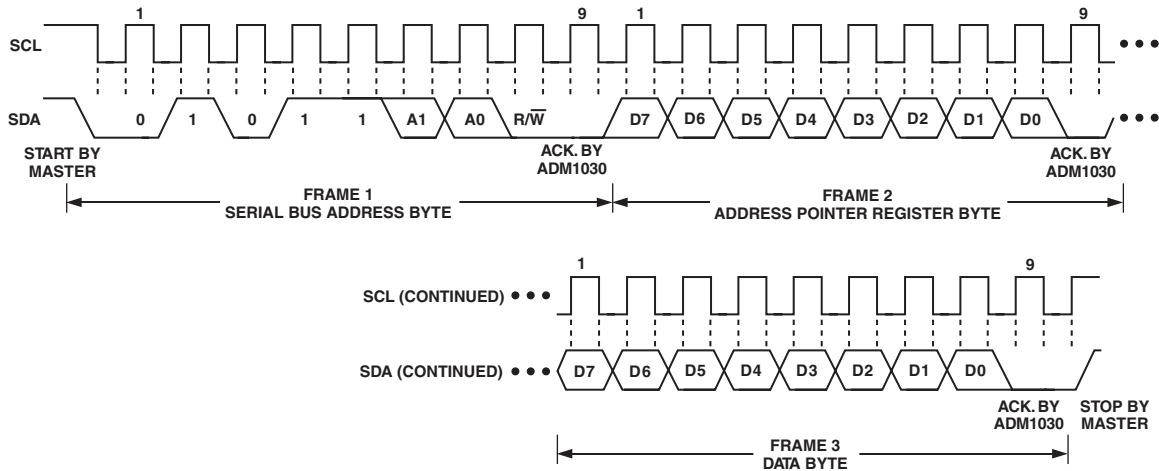 1 9 1 9
SCL
SDA 0 1 0 1 1 A1 A0 R/W̅ D7 D6 D5 D4 D3 D2 D1 D0
START BY
MASTER
ACK. BY
ADM1030
ACK. BY
ADM1030
FRAME 1
SERIAL BUS ADDRESS BYTE
FRAME 2
ADDRESS POINTER REGISTER BYTE
1 9
SCL (CONTINUED)
SDA (CONTINUED) D7 D6 D5 D4 D3 D2 D1 D0
ACK. BY
ADM1030
STOP BY
MASTER
FRAME 3
DATA BYTE